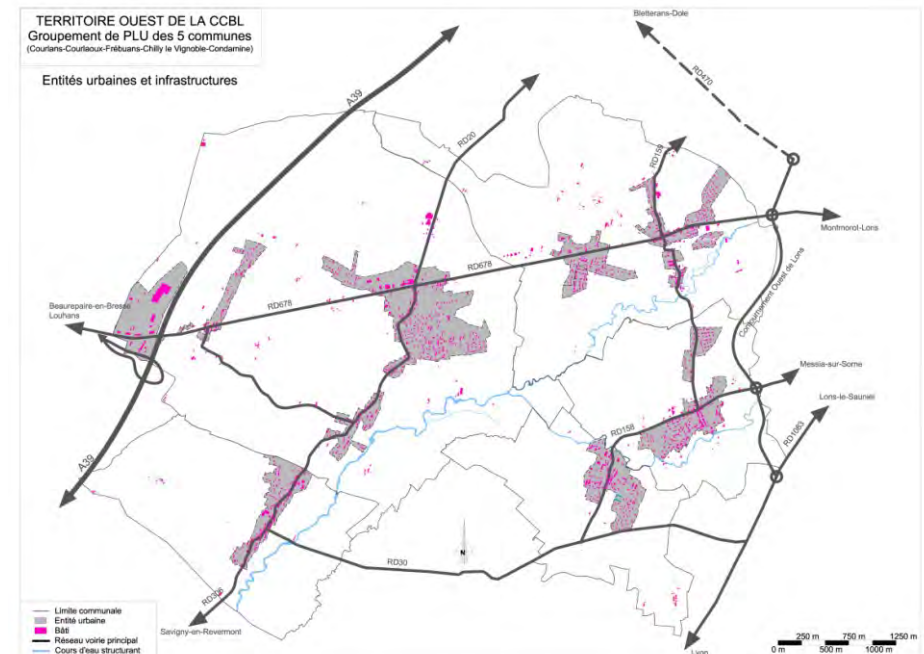 TERRITOIRE OUEST DE LA CCBL
Groupement de PLU des 5 communes
(Courlans-Courlaoux-Frébuans-Chilly le Vignoble-Condamine)
Entités urbaines et infrastructures
Bletterans-Dole
RD470
A39
RD20
RD159
Montmorot-Lons
RD678
RD678
Contournement Ouest de Lons
Beaurepaire-en-Bresse
Louhans
Messia-sur-Sorne
Lons-le-Saunier
RD158
RD1083
A39
N
RD30
RD306
Savigny-en-Revermont
Lyon
Limite communale
Entité urbaine
Bâti
Réseau voirie principal
Cours d'eau structurant
250 m 750 m 1250 m
0 m 500 m 1000 m